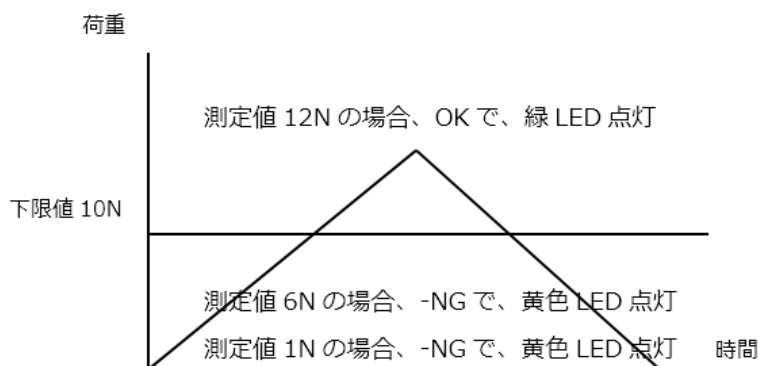 荷重
測定値 12N の場合、OK で、緑 LED 点灯
下限値 10N
測定値 6N の場合、-NG で、黄色 LED 点灯
測定値 1N の場合、-NG で、黄色 LED 点灯
時間